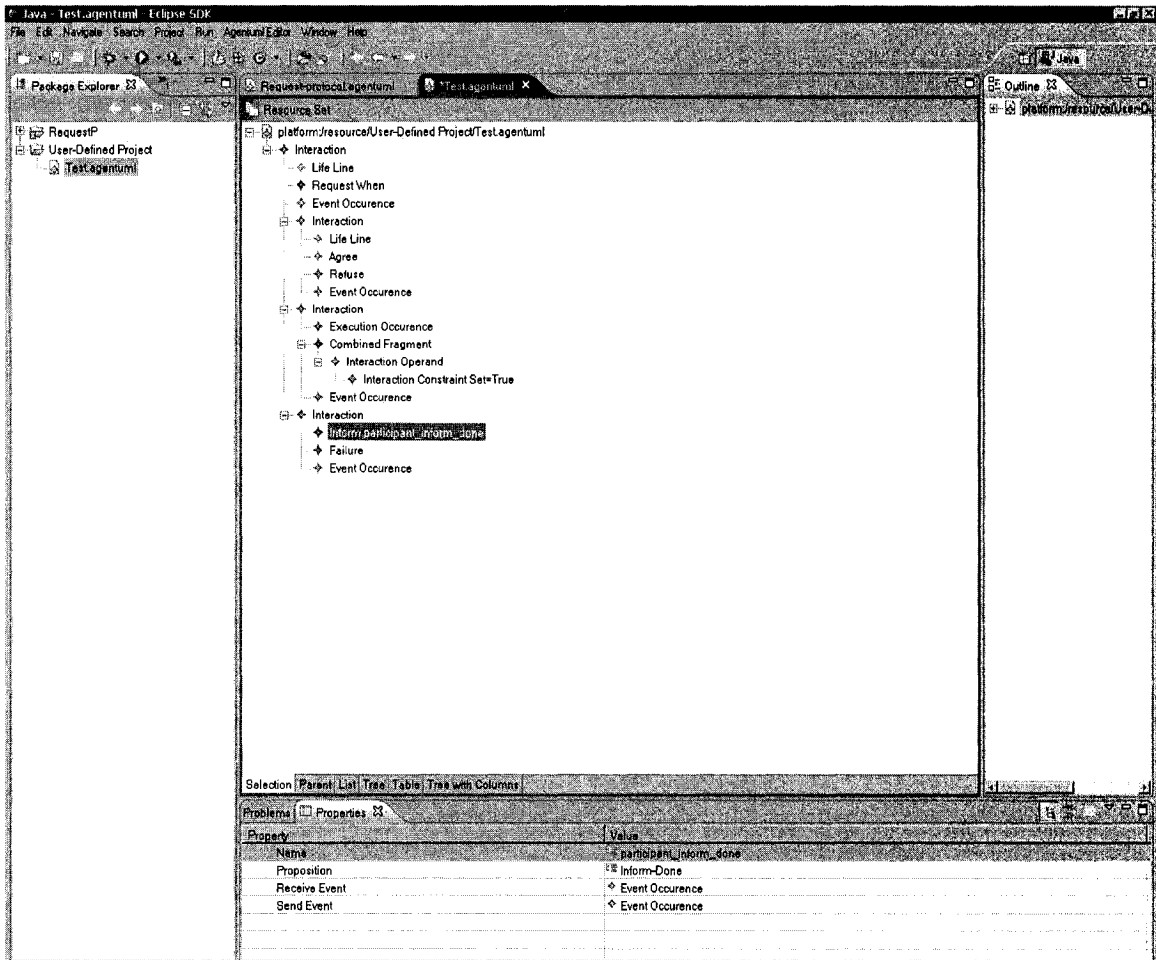 Java - Test.agentuml - Eclipse SDK
File Edit Navigate Search Project Run AgentumlEditor Window Help
Java
Package Explorer
RequestP
User-Defined Project
Test.agentuml
Request-protocol.agentuml
*Test.agentuml
Resource Set
platform:/resource/User-Defined Project/Test.agentuml
Interaction
Life Line
Request When
Event Occurence
Interaction
Life Line
Agree
Refuse
Event Occurence
Interaction
Execution Occurence
Combined Fragment
Interaction Operand
Interaction Constraint Set=True
Event Occurence
Interaction
Inform participant_inform_done
Failure
Event Occurence
Selection Parent List Tree Table Tree with Columns
Outline
platform:/resource/User-D
Problems Properties
Property Value
Name participant_inform_done
Proposition Inform-Done
Receive Event Event Occurence
Send Event Event Occurence